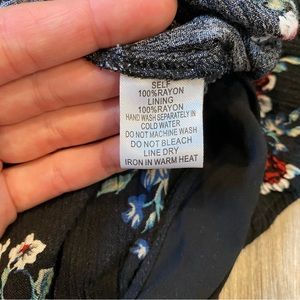 SELF
100%RAYON
LINING
100%RAYON
HAND WASH SEPARATELY IN
COLD WATER
DO NOT MACHINE WASH
DO NOT BLEACH
LINE DRY
IRON IN WARM HEAT